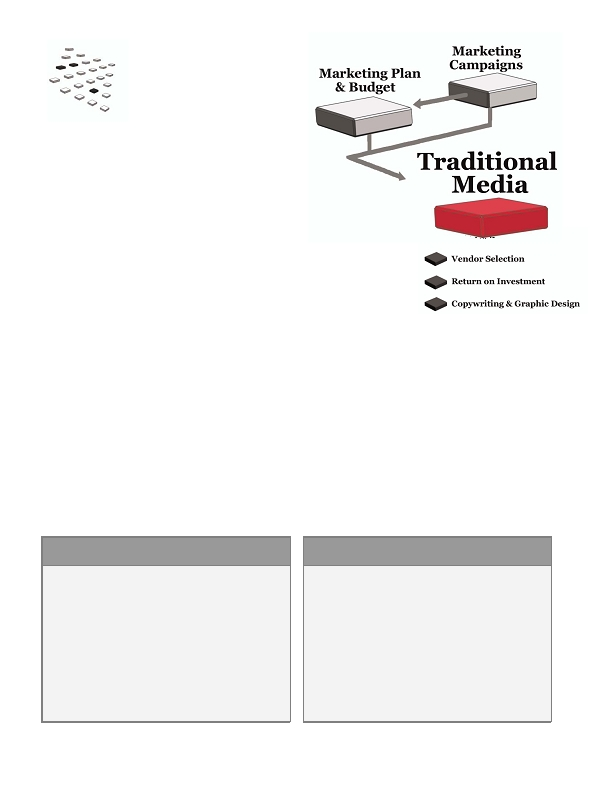 Marketing
Campaigns
Marketing Plan
& Budget
Traditional
Media
Vendor Selection
Return on Investment
Copywriting & Graphic Design